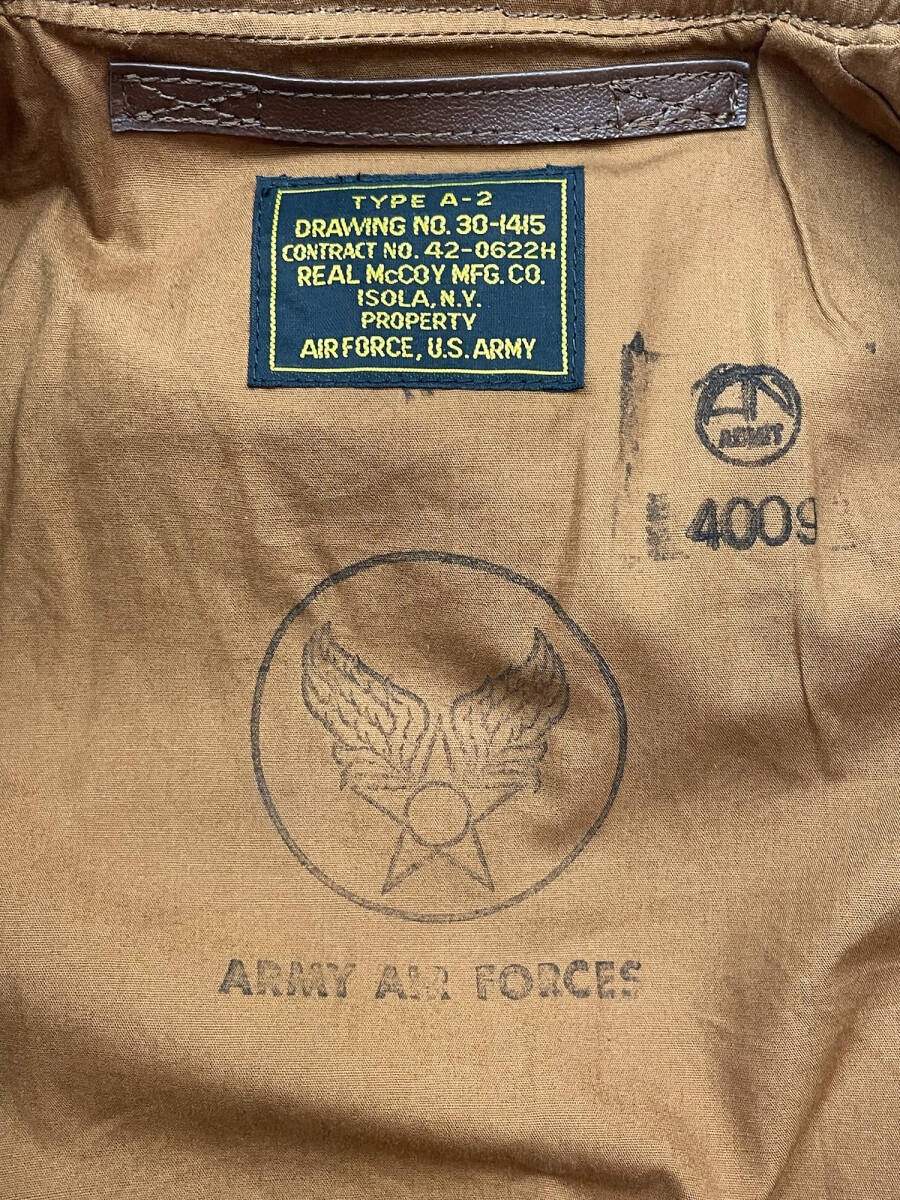 TYPE A-2
DRAWING NO. 30-1415
CONTRACT NO. 42-0622H
REAL McCOY MFG. CO.
ISOLA, N.Y.
PROPERTY
AIR FORCE, U.S. ARMY
AN
4009
ARMY AIR FORCES